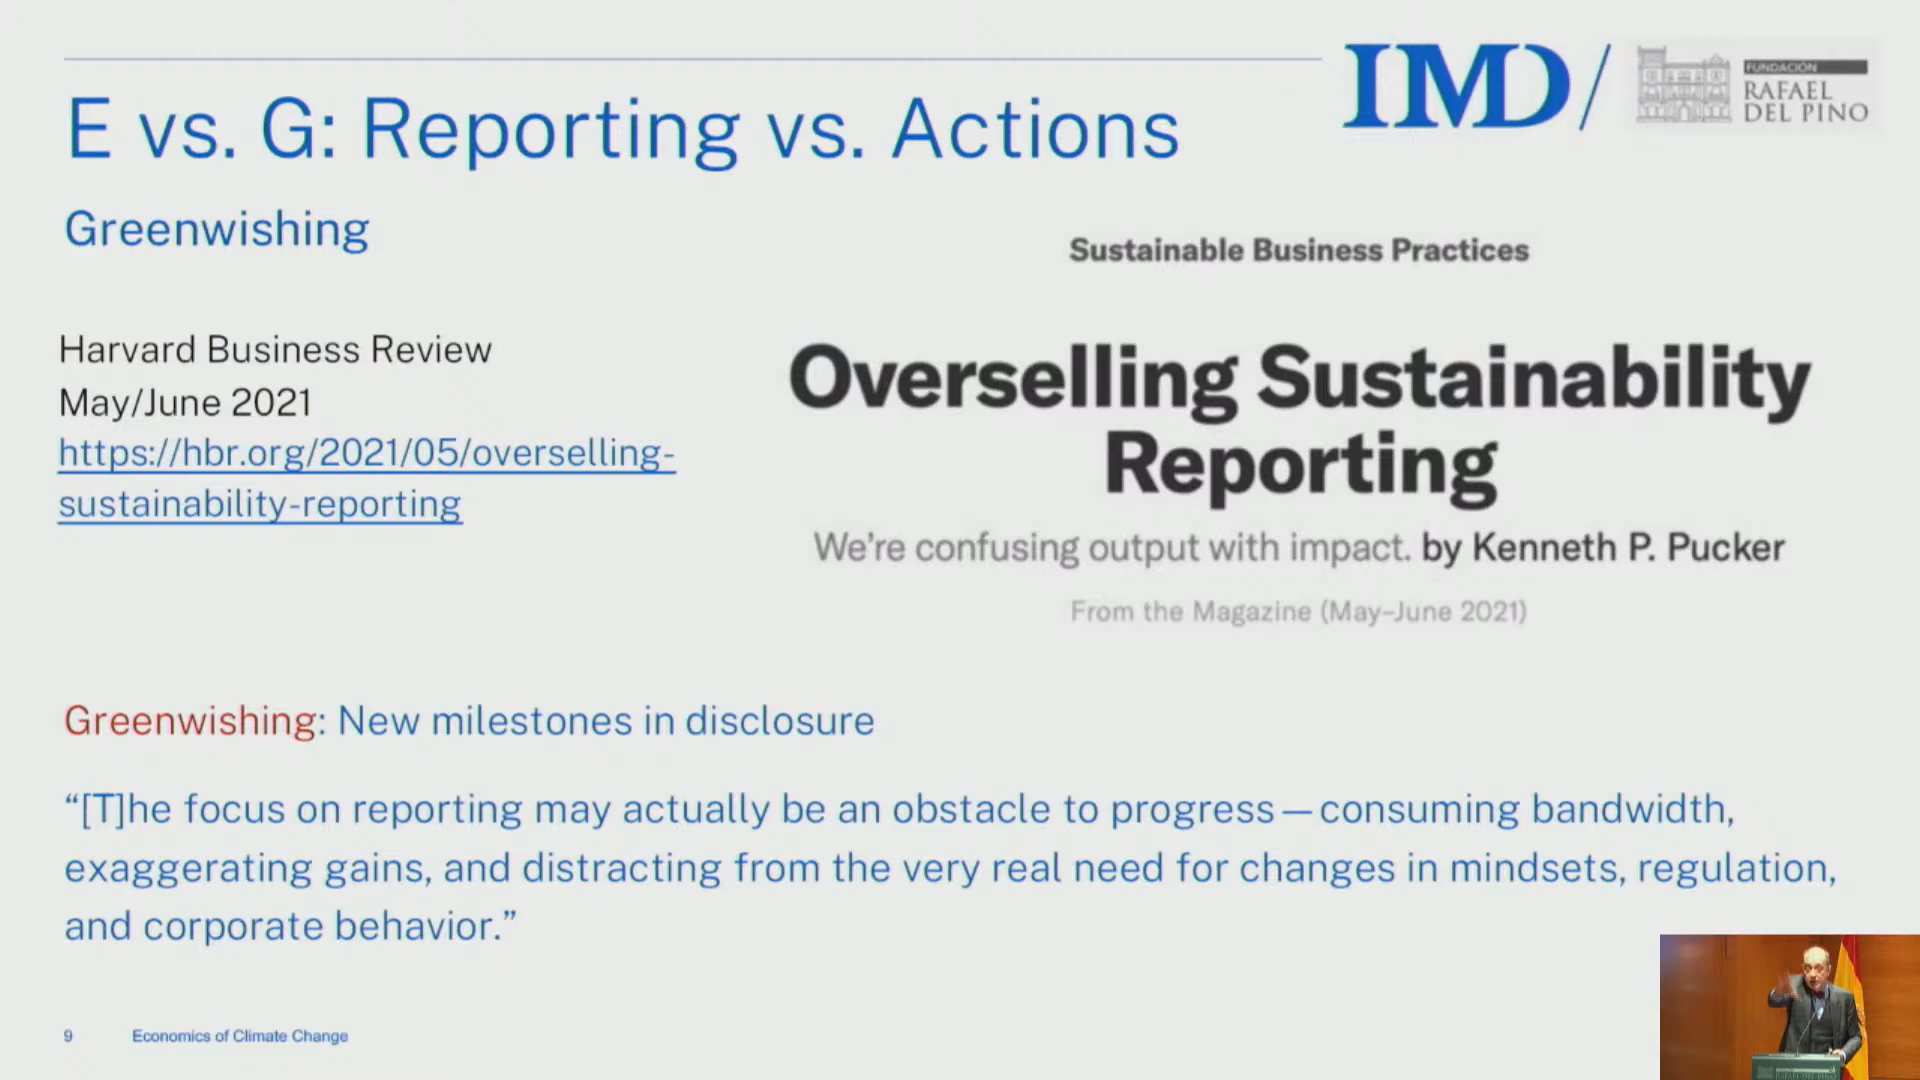 IMD
FUNDACIÓN
RAFAEL
DEL PINO
E vs. G: Reporting vs. Actions
Greenwishing
Sustainable Business Practices
Harvard Business Review
May/June 2021
https://hbr.org/2021/05/overselling-
sustainability-reporting
Overselling Sustainability
Reporting
We're confusing output with impact. by Kenneth P. Pucker
From the Magazine (May–June 2021)
Greenwishing: New milestones in disclosure
“[T]he focus on reporting may actually be an obstacle to progress—consuming bandwidth,
exaggerating gains, and distracting from the very real need for changes in mindsets, regulation,
and corporate behavior.”
9 Economics of Climate Change
RAFAEL DEL PINO